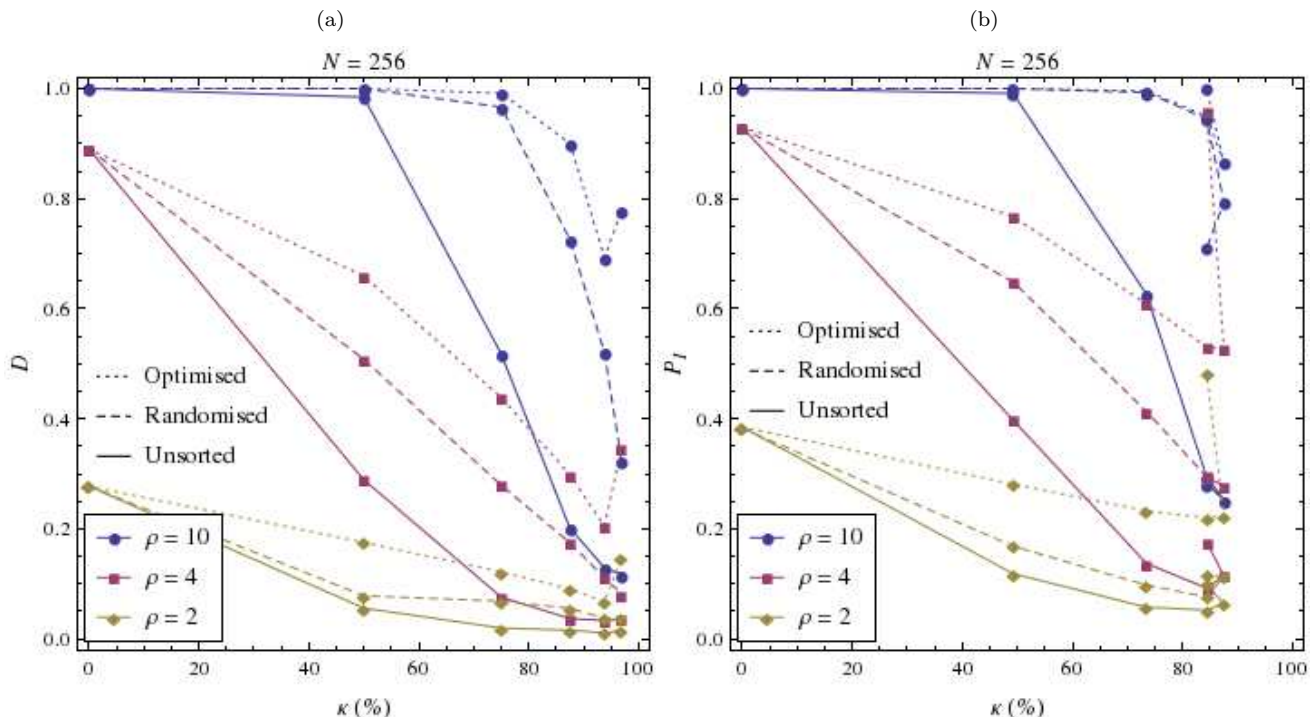 (a)
N = 256
1.0
0.8
0.6
0.4
0.2
0.0
D
Optimised
Randomised
Unsorted
ρ = 10
ρ = 4
ρ = 2
0 20 40 60 80 100
κ (%)
(b)
N = 256
1.0
0.8
0.6
0.4
0.2
0.0
P_I
Optimised
Randomised
Unsorted
ρ = 10
ρ = 4
ρ = 2
0 20 40 60 80 100
κ (%)